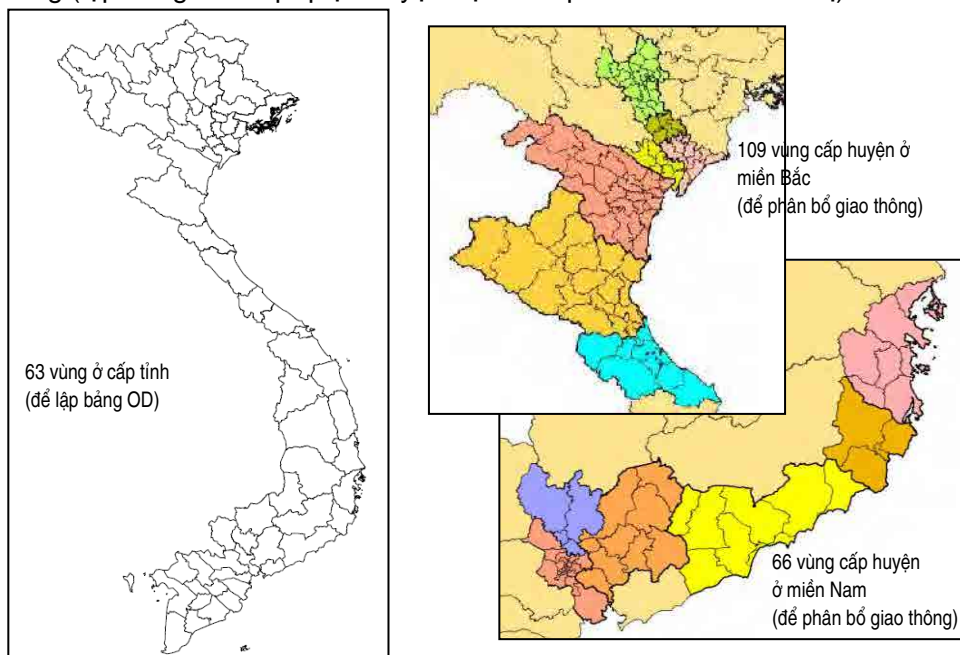 63 vùng ở cấp tỉnh
(để lập bảng OD)
109 vùng cấp huyện ở
miền Bắc
(để phân bổ giao thông)
66 vùng cấp huyện
ở miền Nam
(để phân bổ giao thông)